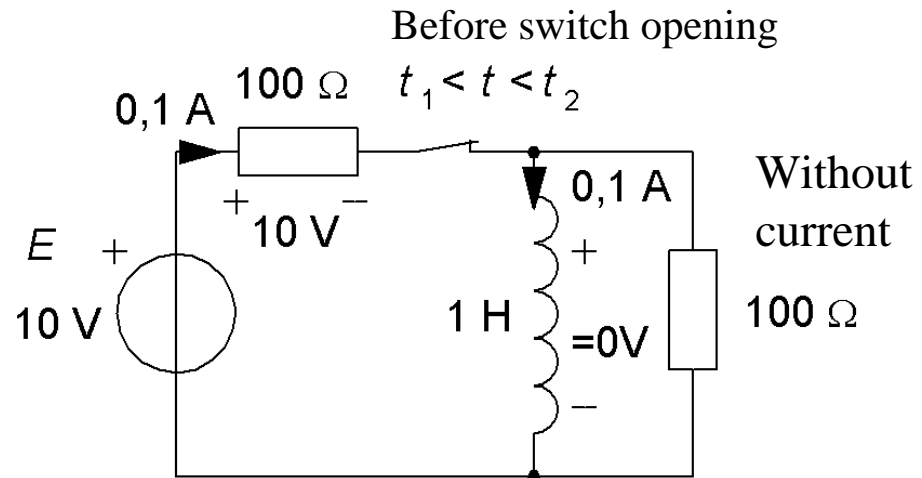 Before switch opening
t1 < t < t2
100 Ω
0,1 A
+ 10 V –
0,1 A
Without
current
E +
10 V
1 H
+
=0V
–
100 Ω